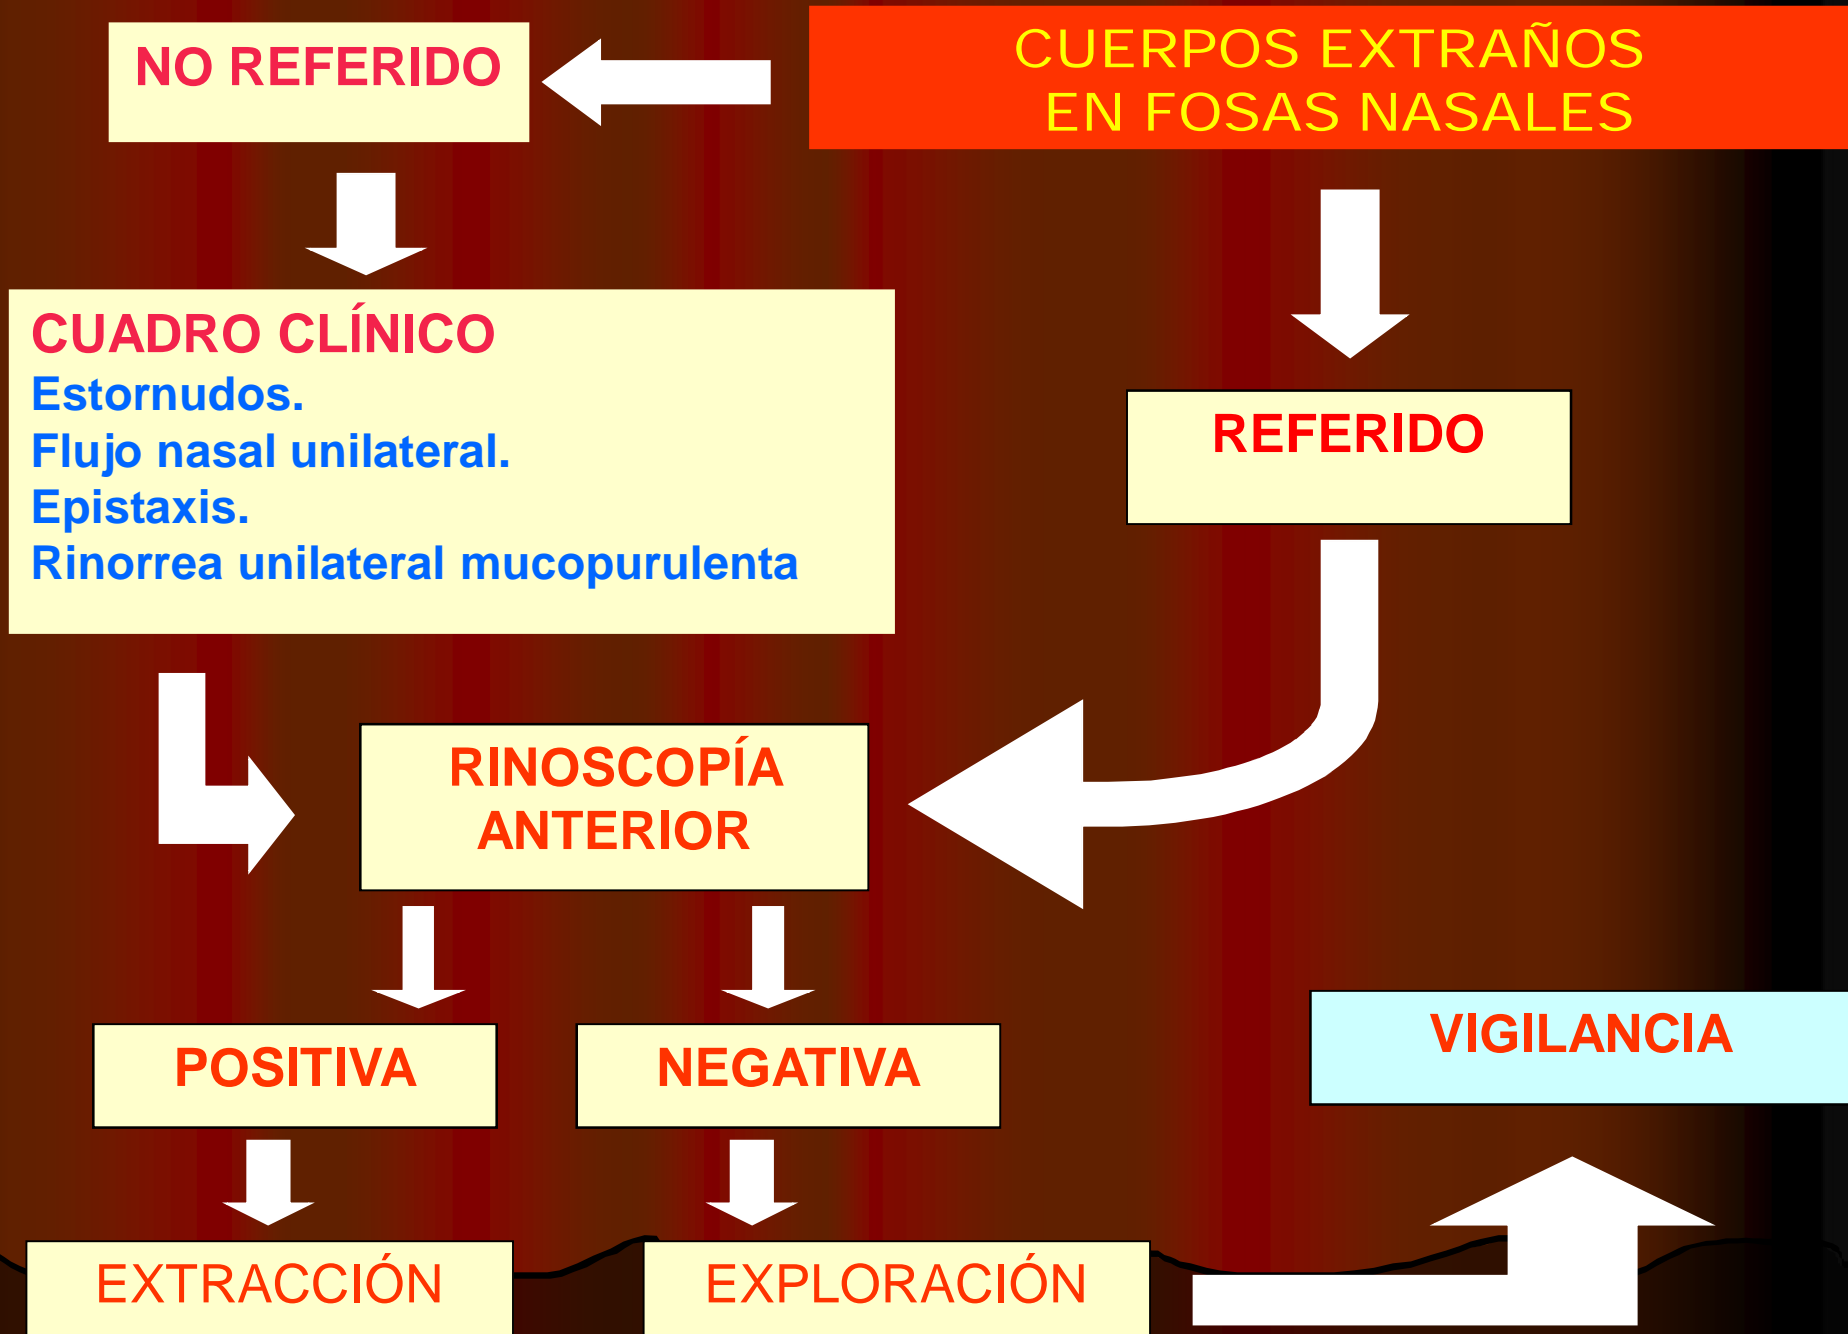 CUERPOS EXTRAÑOS
EN FOSAS NASALES
NO REFERIDO
CUADRO CLÍNICO
Estornudos.
Flujo nasal unilateral.
Epistaxis.
Rinorrea unilateral mucopurulenta
REFERIDO
RINOSCOPÍA
ANTERIOR
POSITIVA
NEGATIVA
VIGILANCIA
EXTRACCIÓN
EXPLORACIÓN